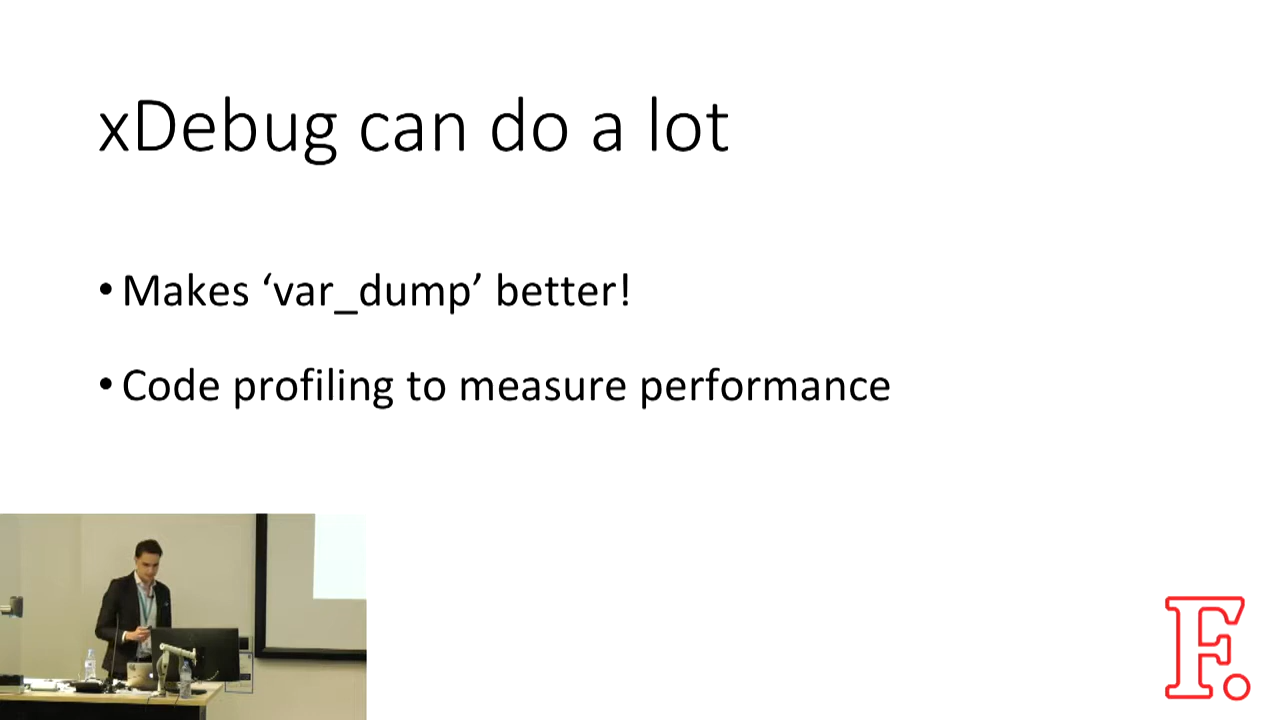 xDebug can do a lot
• Makes ‘var_dump’ better!
• Code profiling to measure performance
F.